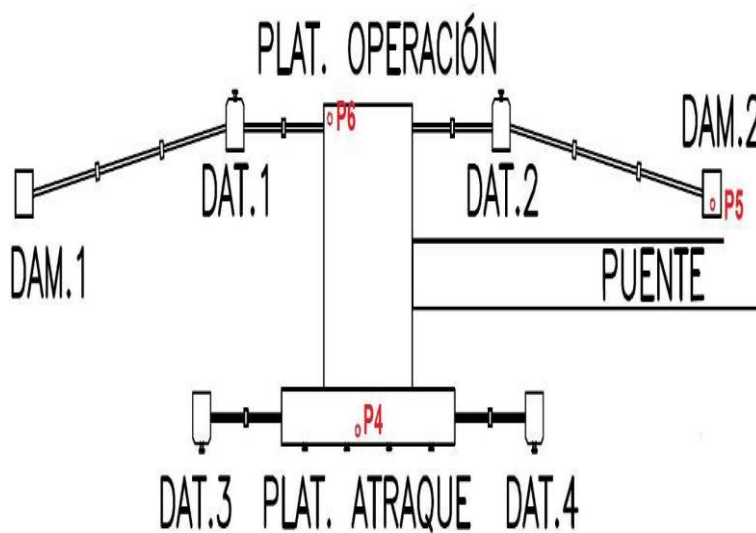 PLAT. OPERACIÓN
P6
DAM.2
DAT.1
DAT.2
P5
DAM.1
PUENTE
P4
DAT.3 PLAT. ATRAQUE DAT.4